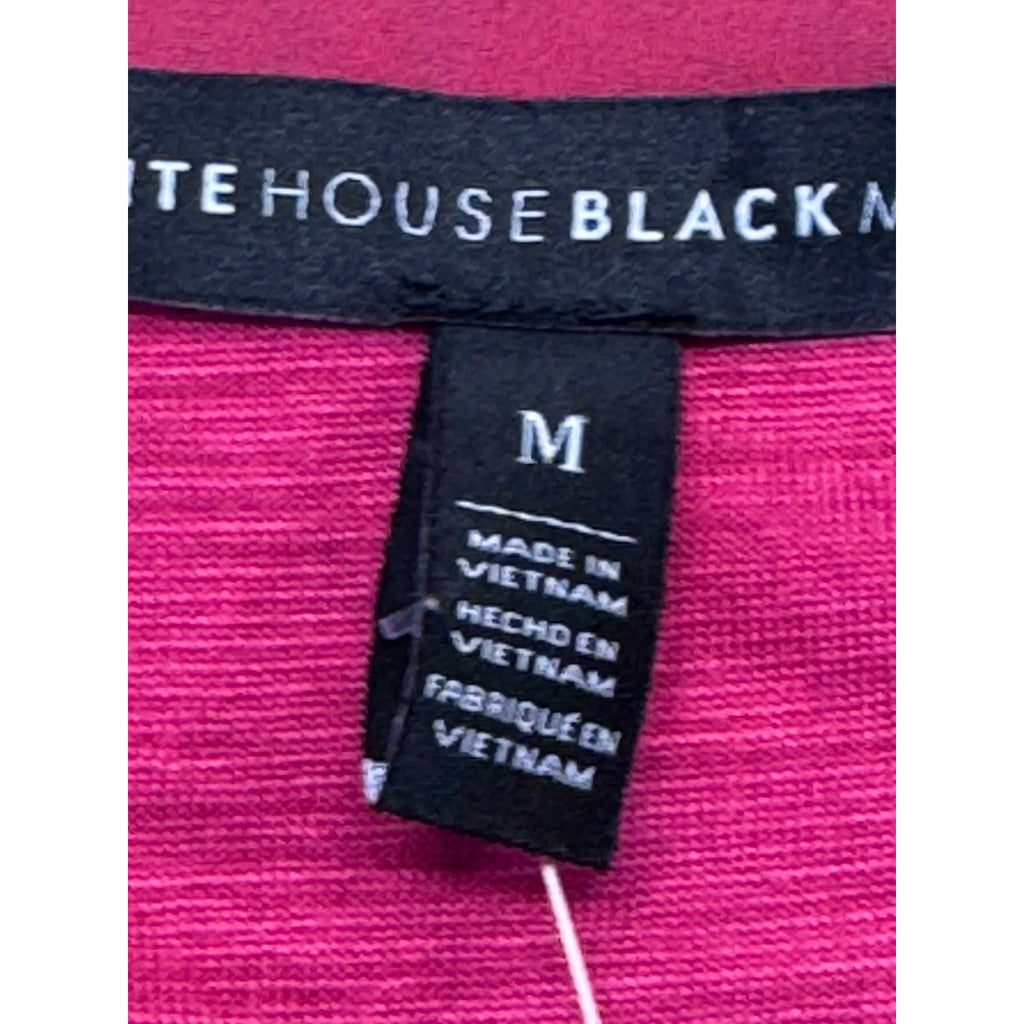 ITEHOUSEBLACKM
M
MADE IN
VIETNAM
HECHO EN
VIETNAM
FABRIQUÉ EN
VIETNAM